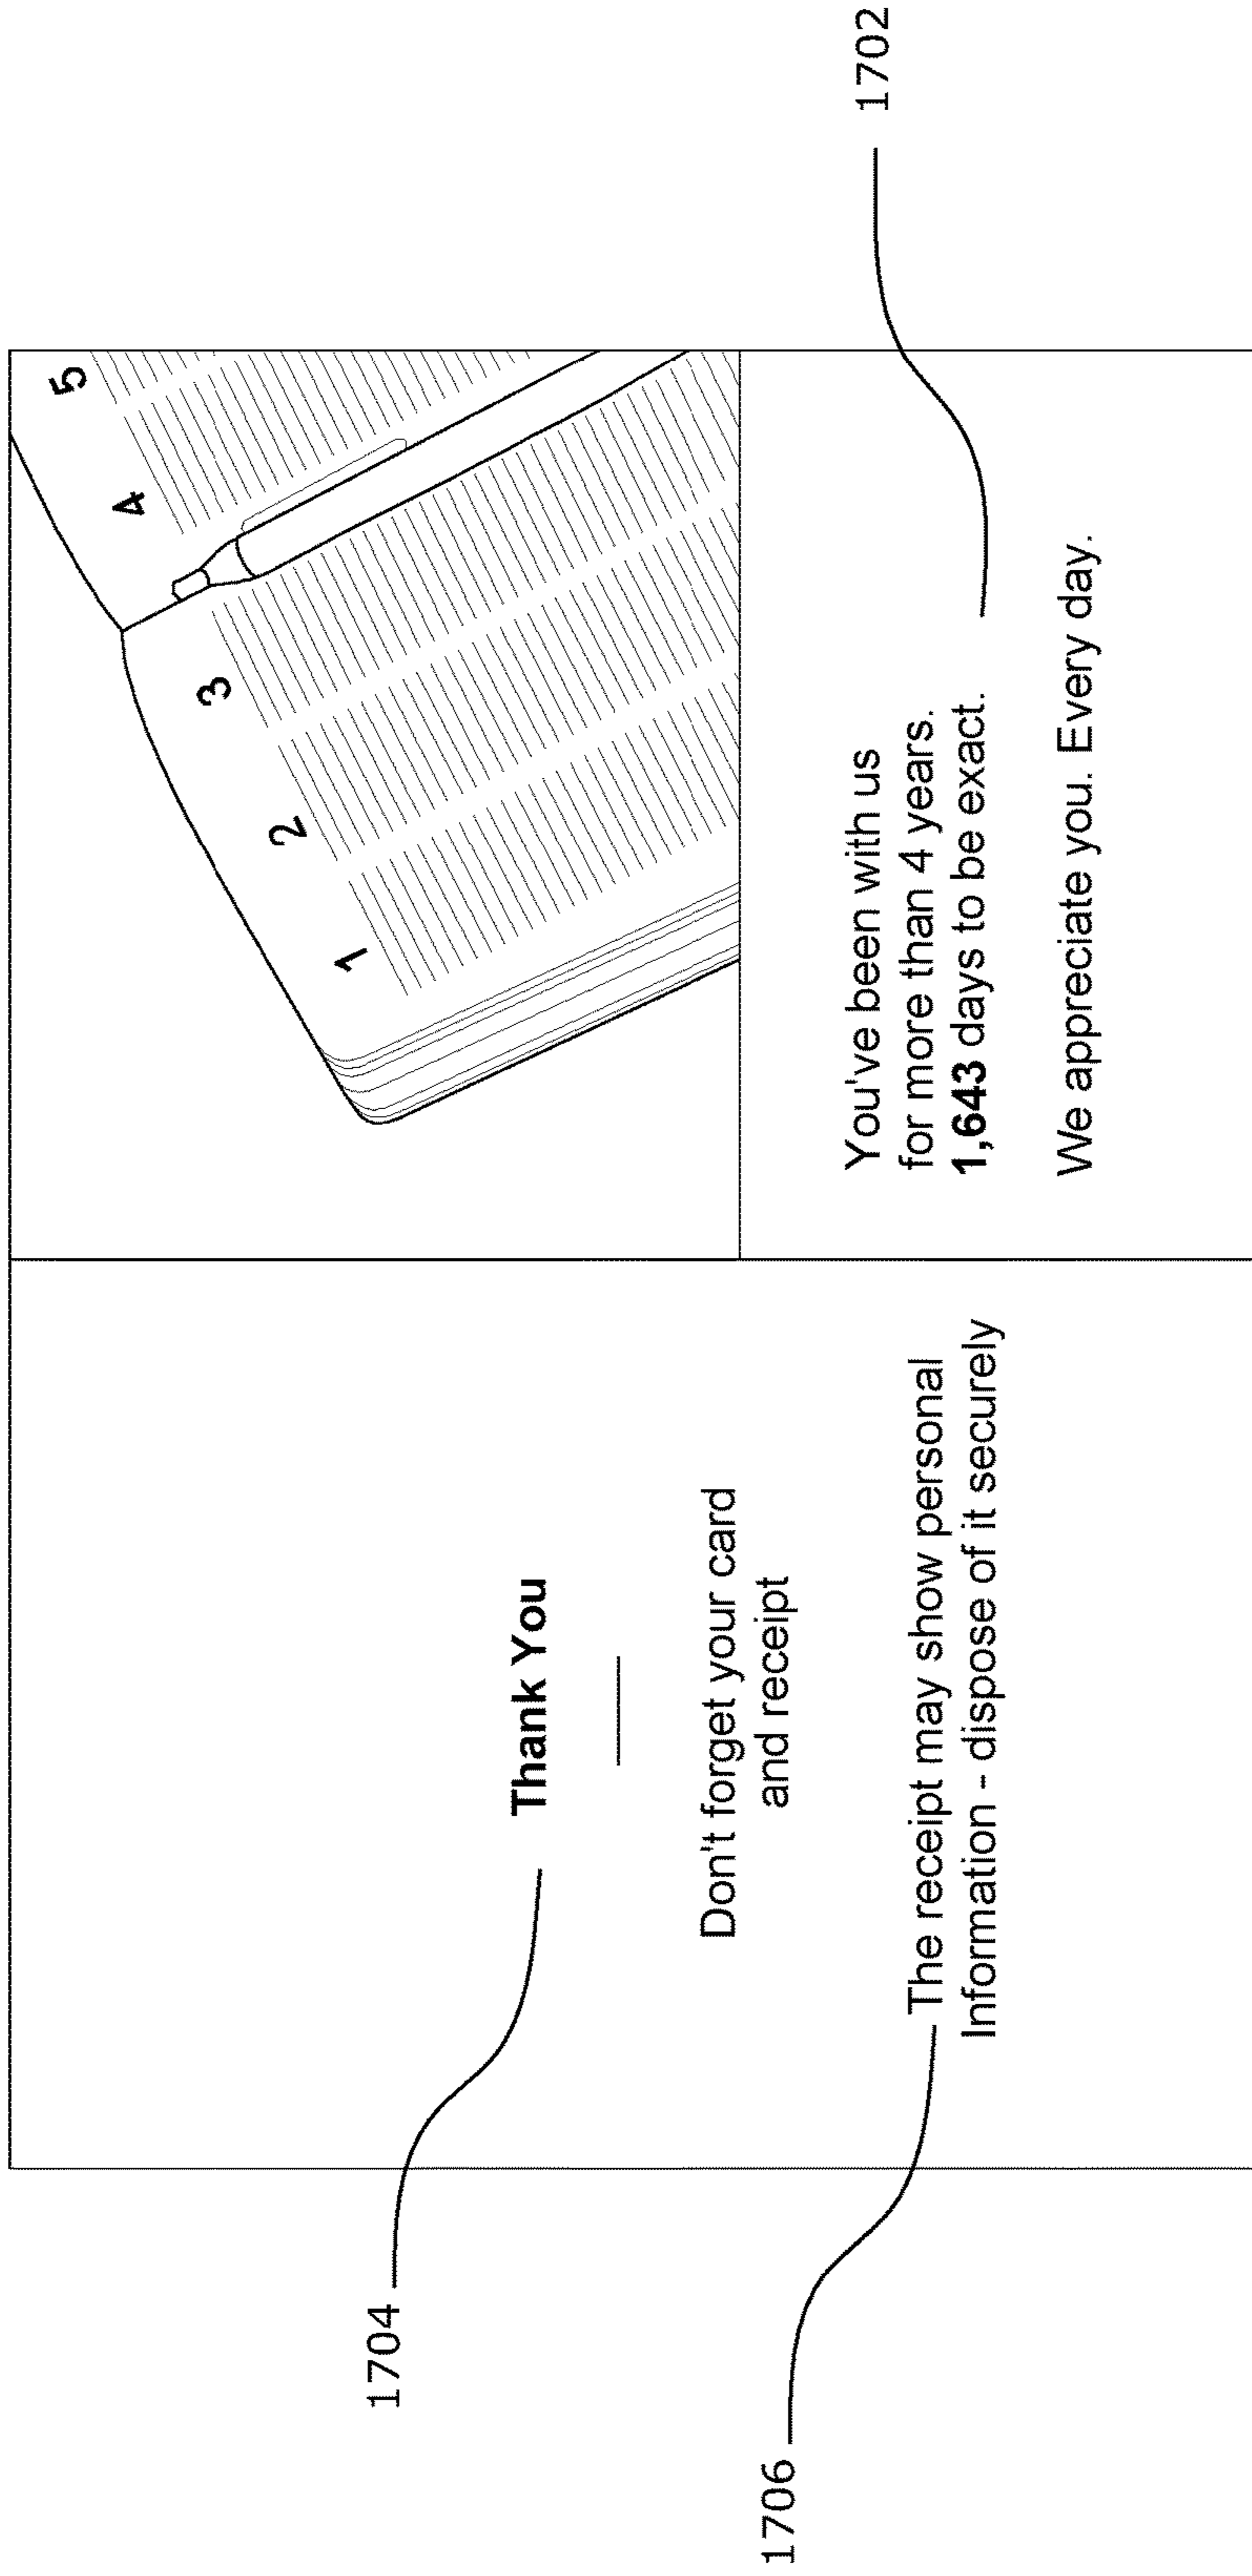 1704
Thank You
Don't forget your card
and receipt
1706
The receipt may show personal
Information - dispose of it securely
1 2 3 4 5
You've been with us
for more than 4 years.
1,643 days to be exact.
We appreciate you. Every day.
1702